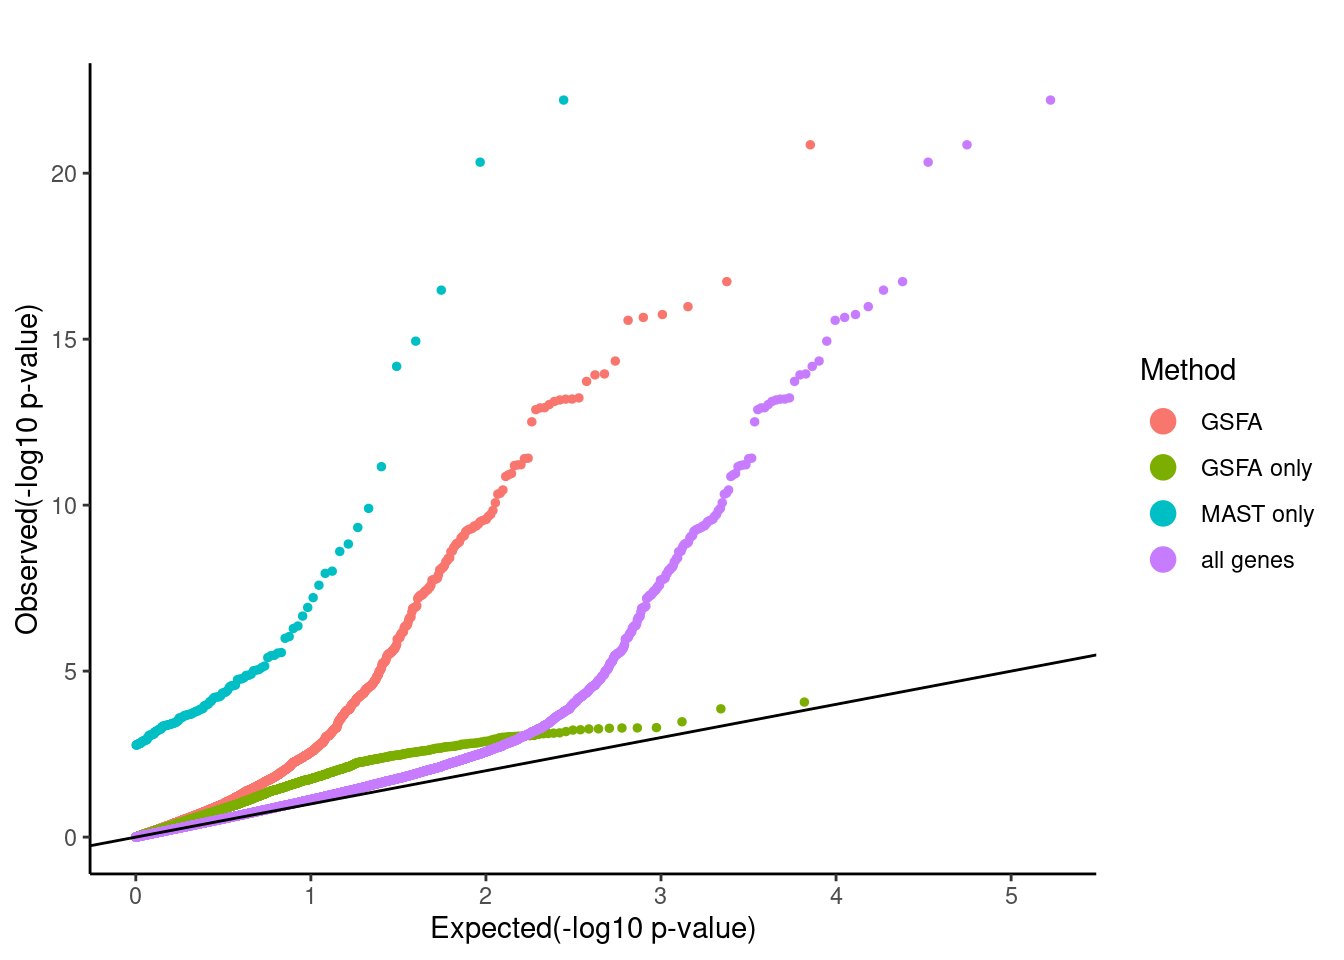 Observed(-log10 p-value)
20
15
10
5
0
0 1 2 3 4 5
Expected(-log10 p-value)
Method
GSFA
GSFA only
MAST only
all genes